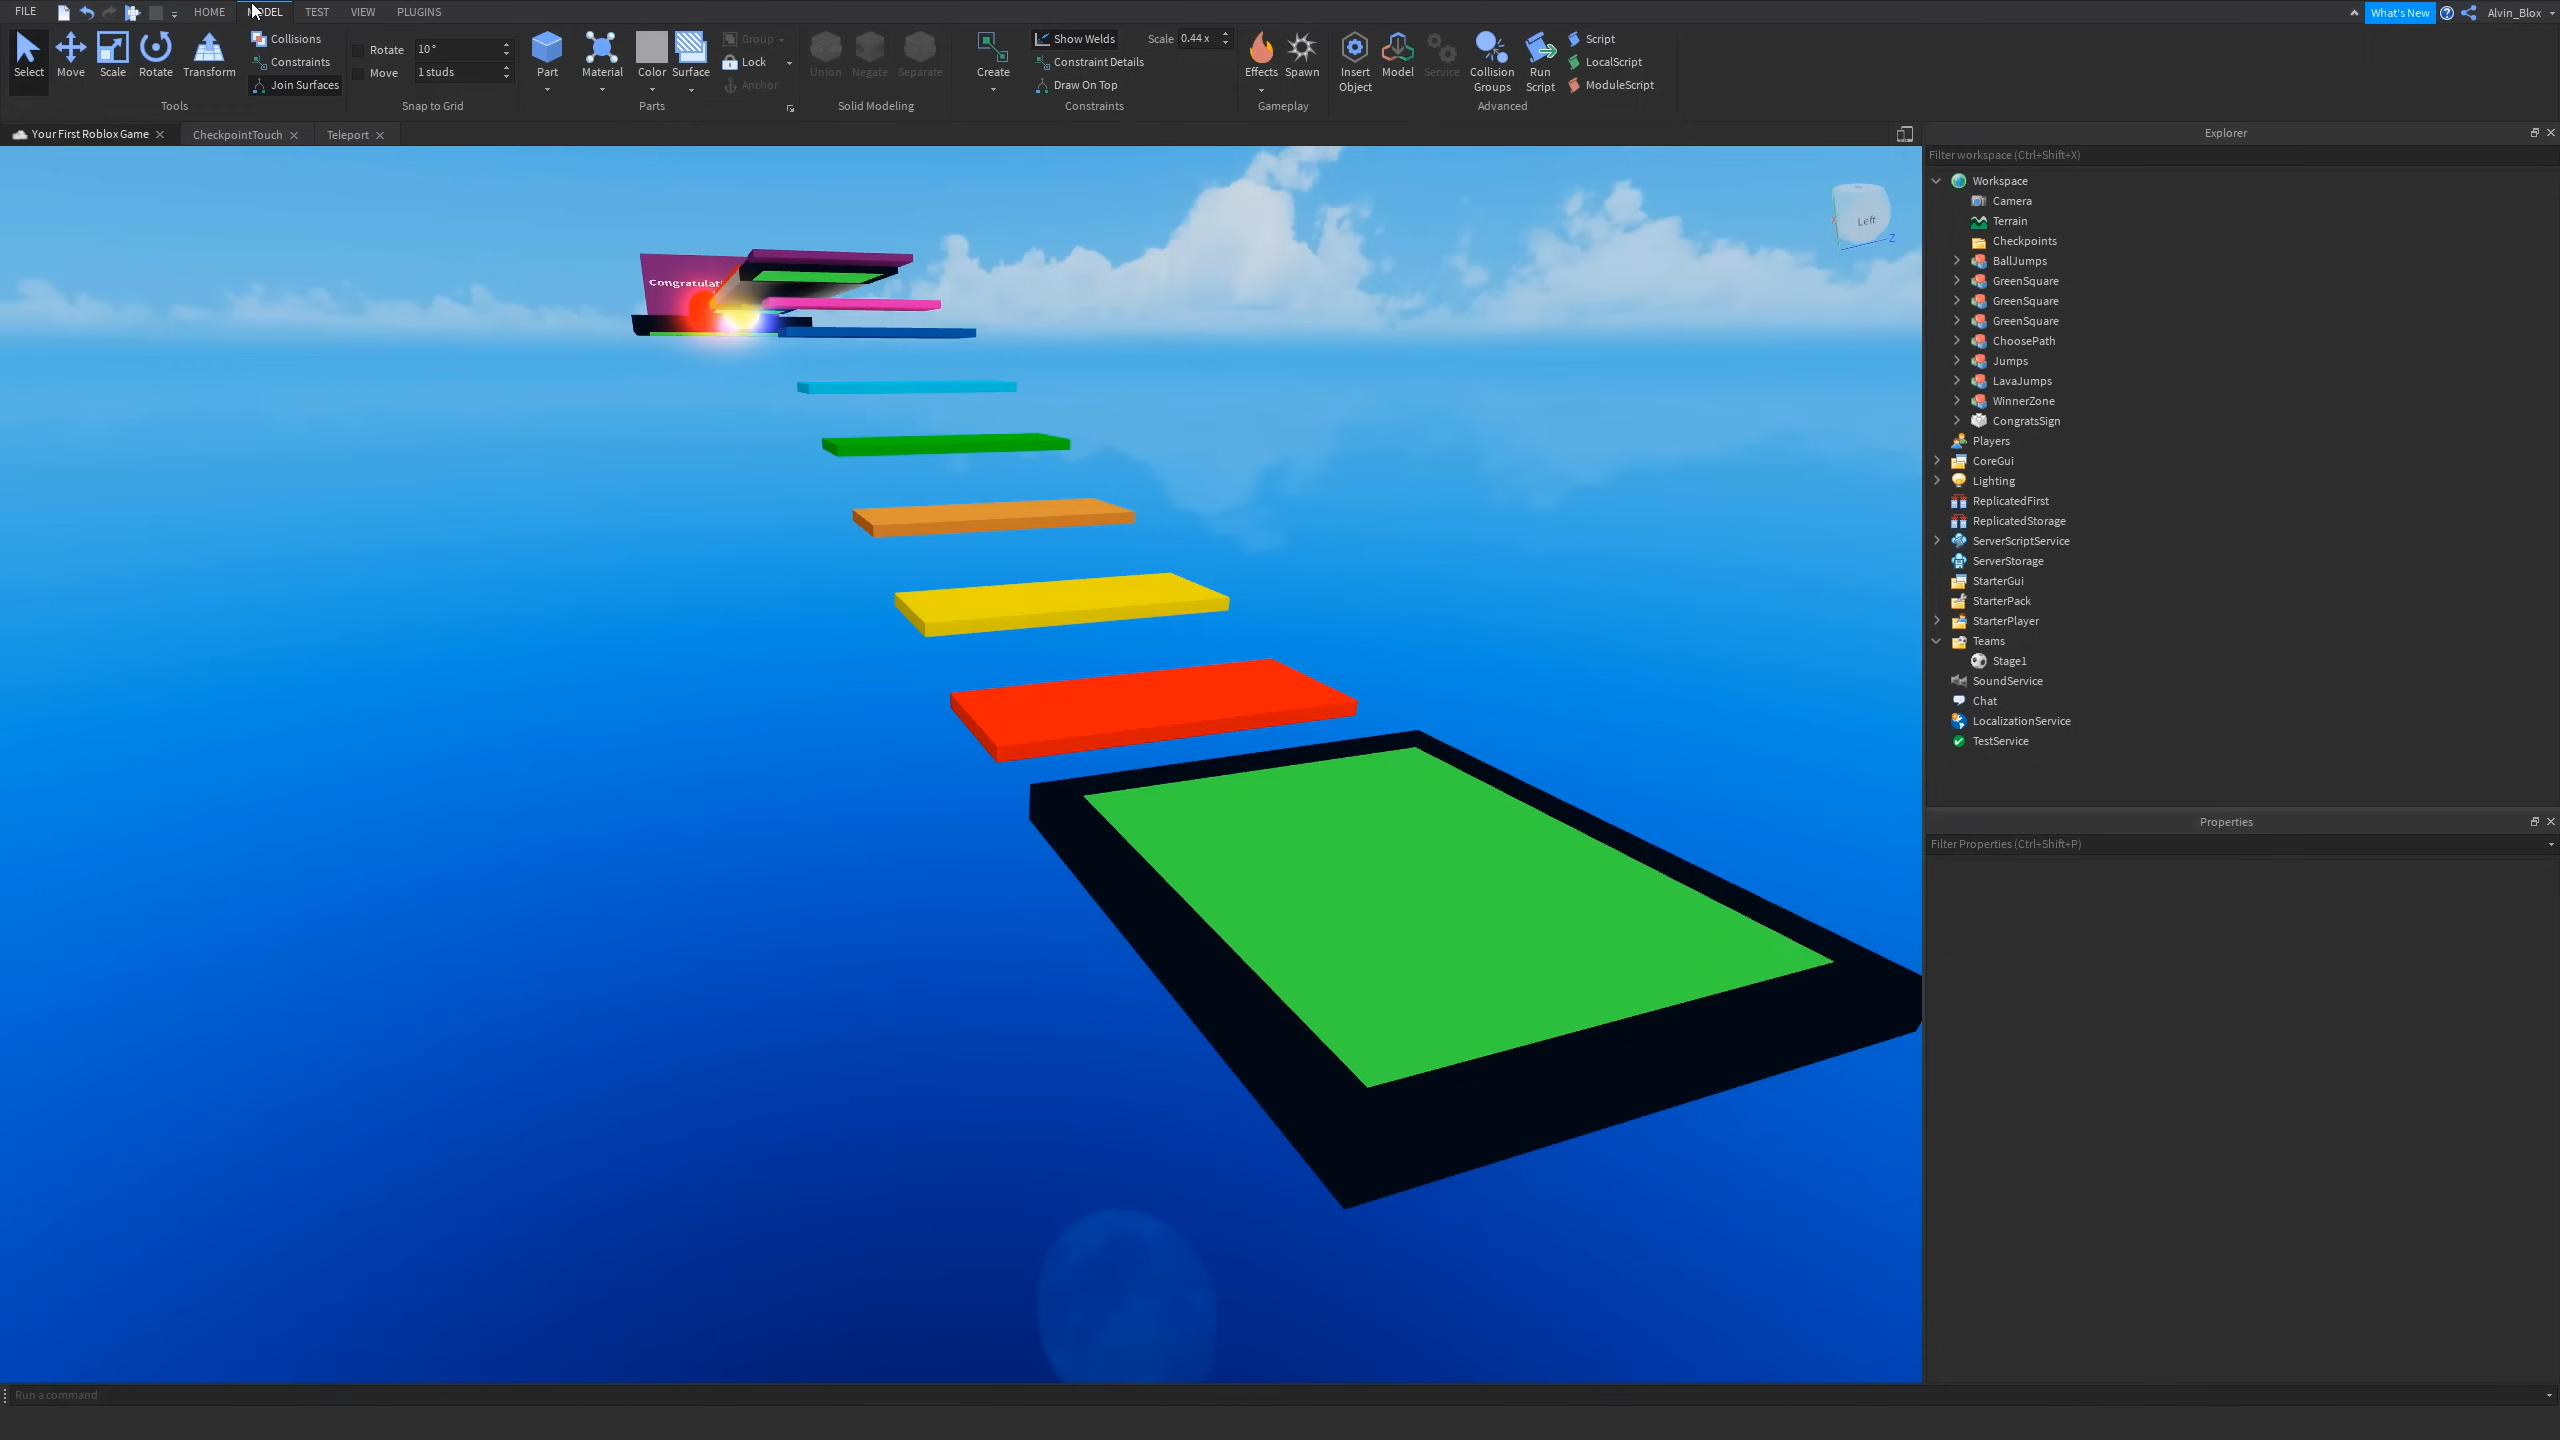 FILE HOME MODEL TEST VIEW PLUGINS What's New Alvin_Blox
Select Move Scale Rotate Transform
Collisions
Constraints
Join Surfaces
Tools
Rotate 10°
Move 1 studs
Snap to Grid
Part Material Color Surface
Group
Lock
Anchor
Parts
Union Negate Separate
Solid Modeling
Create
Show Welds
Constraint Details
Draw On Top
Scale 0.44 x
Constraints
Effects Spawn
Gameplay
Insert Object
Model
Service
Collision Groups
Run Script
Script
LocalScript
ModuleScript
Advanced
Your First Roblox Game CheckpointTouch Teleport
Left
Z
Explorer
Filter workspace (Ctrl+Shift+X)
Workspace
Camera
Terrain
Checkpoints
BallJumps
GreenSquare
GreenSquare
GreenSquare
ChoosePath
Jumps
LavaJumps
WinnerZone
CongratsSign
Players
CoreGui
Lighting
ReplicatedFirst
ReplicatedStorage
ServerScriptService
ServerStorage
StarterGui
StarterPack
StarterPlayer
Teams
Stage1
SoundService
Chat
LocalizationService
TestService
Properties
Filter Properties (Ctrl+Shift+P)
Run a command